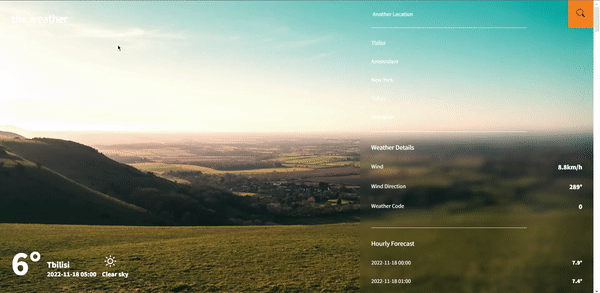 the weather
Another Location
Tbilisi
Amsterdam
New York
Weather Details
Wind 8.8km/h
Wind Direction 289°
Weather Code 0
Hourly Forecast
2022-11-18 00:00 7.9°
2022-11-18 01:00 7.4°
6°
Tbilisi
2022-11-18 05:00 Clear sky